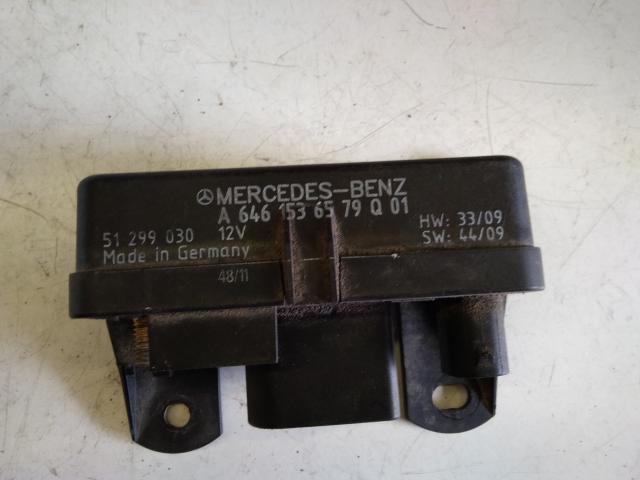 MERCEDES-BENZ
A 646 153 65 79 Q 01
51 299 030 12V
Made in Germany
HW: 33/09
SW: 44/09
48/11